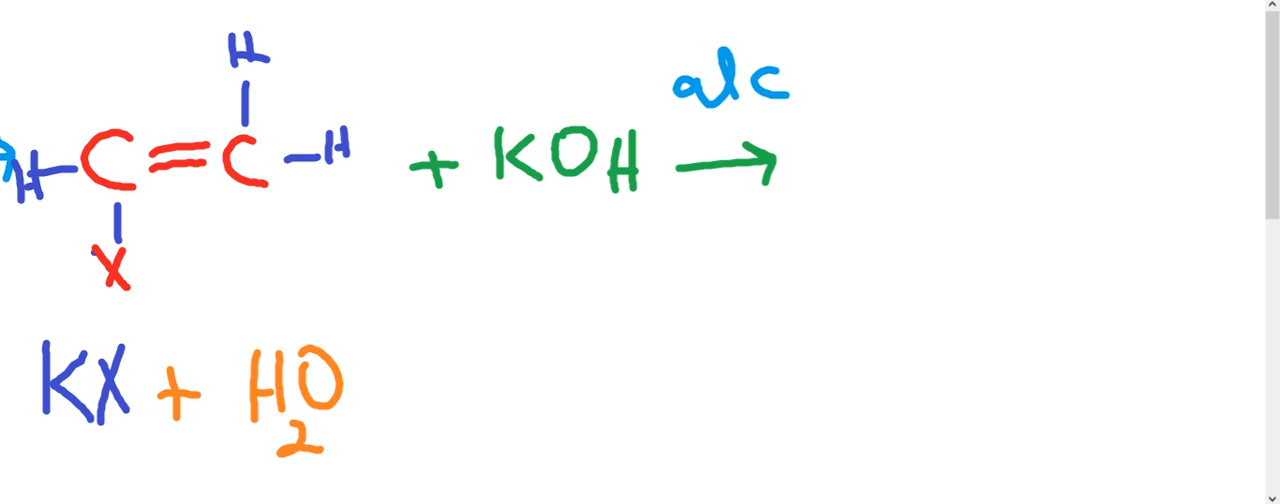 H
alc
H-C=C-H + KOH →
X
KX + H2O